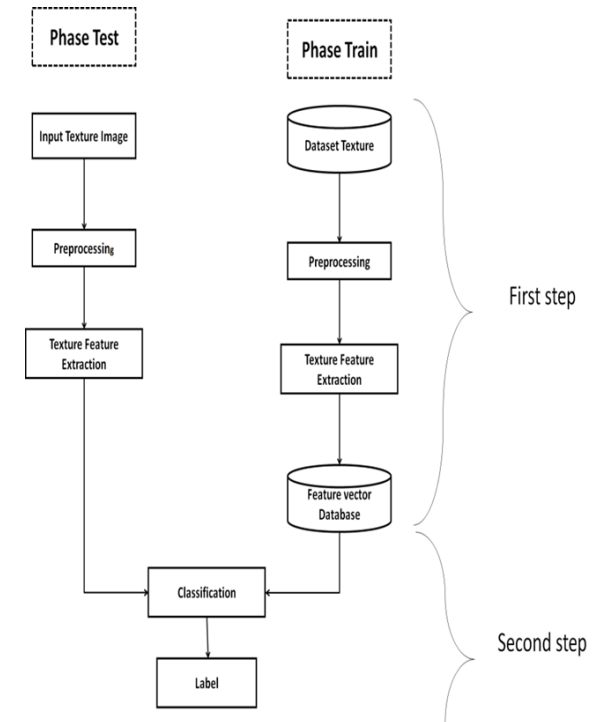 Phase Test
Phase Train
Input Texture Image
Dataset Texture
Preprocessing
Preprocessing
First step
Texture Feature
Extraction
Texture Feature
Extraction
Feature vector
Database
Classification
Second step
Label